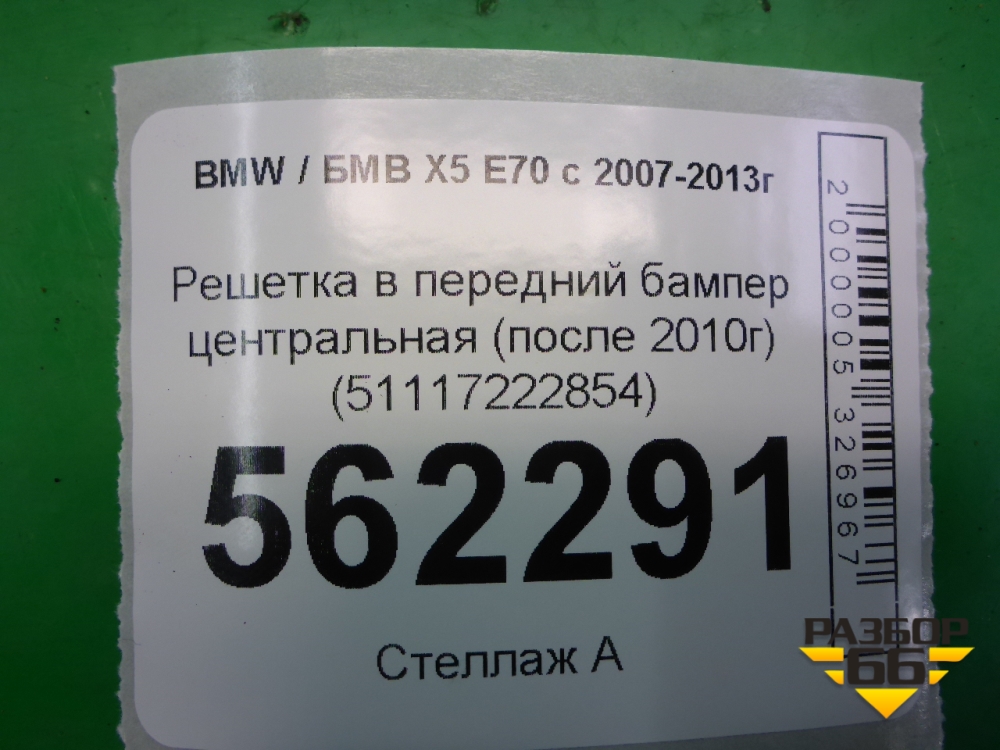 BMW / БМВ X5 E70 с 2007-2013г
Решетка в передний бампер
центральная (после 2010г)
(51117222854)
562291
Стеллаж А
2000005326967
РАЗБОР
66